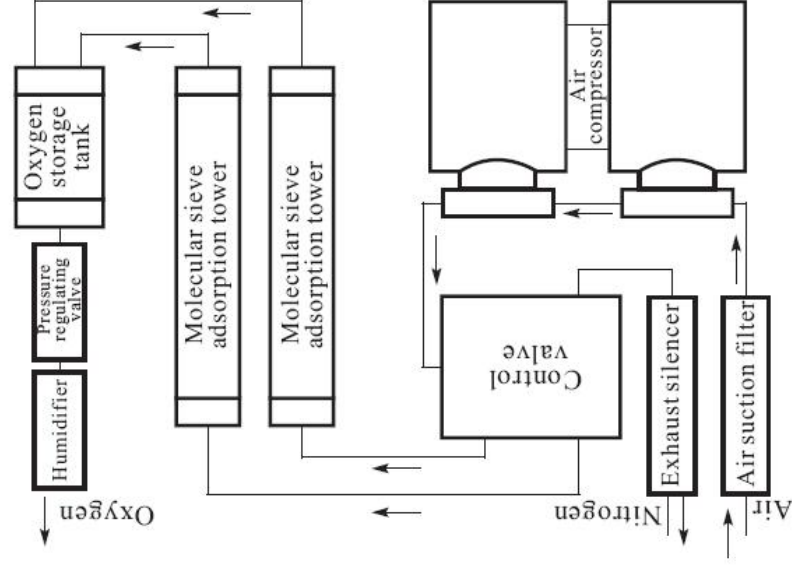 Oxygen
storage
tank
Pressure
regulating
valve
Humidifier
Oxygen
Molecular sieve
adsorption tower
Molecular sieve
adsorption tower
Air
compressor
Control
valve
Exhaust silencer
Nitrogen
Air suction filter
Air